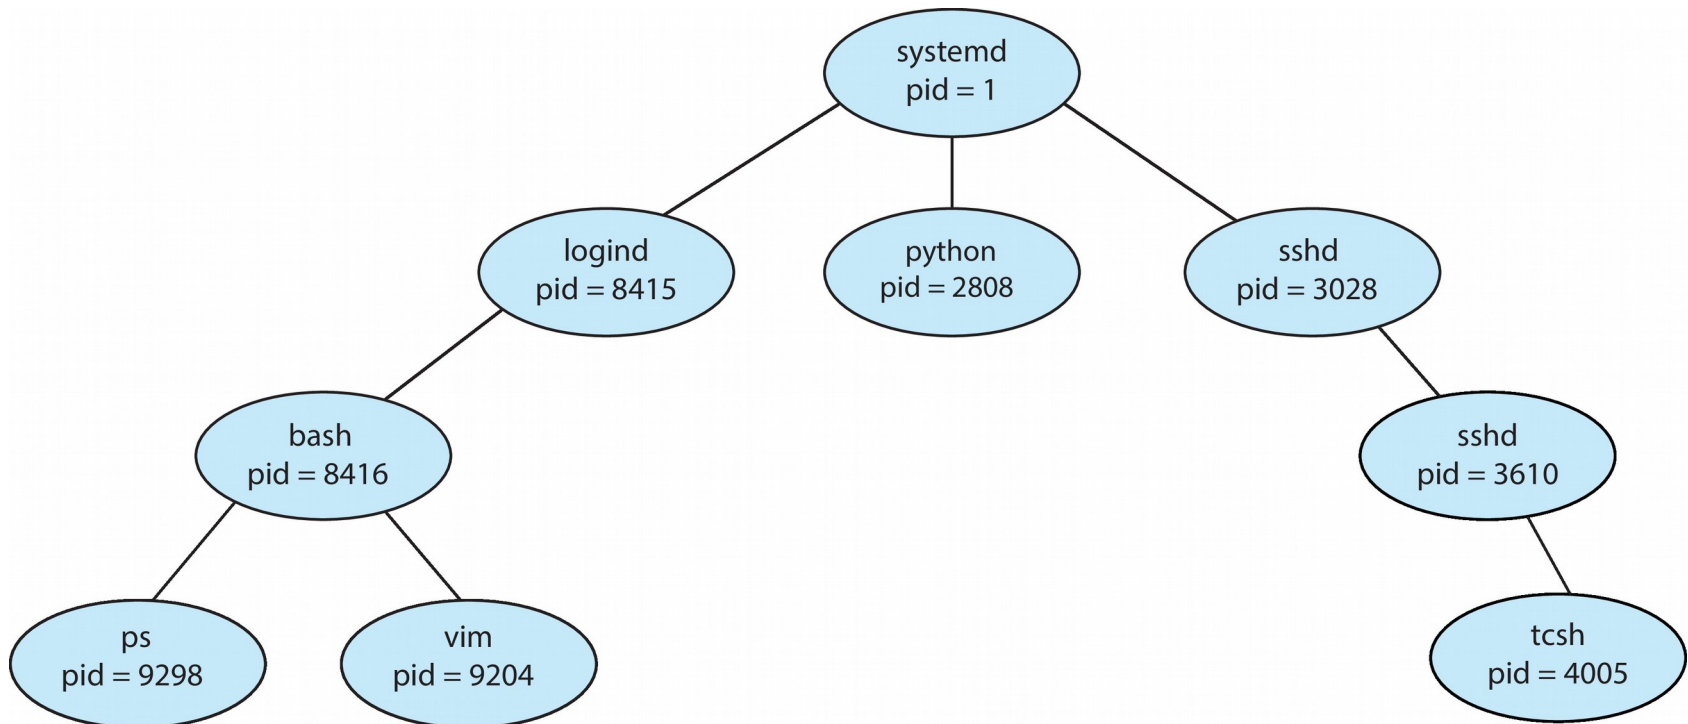 systemd
pid = 1
logind
pid = 8415
python
pid = 2808
sshd
pid = 3028
bash
pid = 8416
sshd
pid = 3610
ps
pid = 9298
vim
pid = 9204
tcsh
pid = 4005